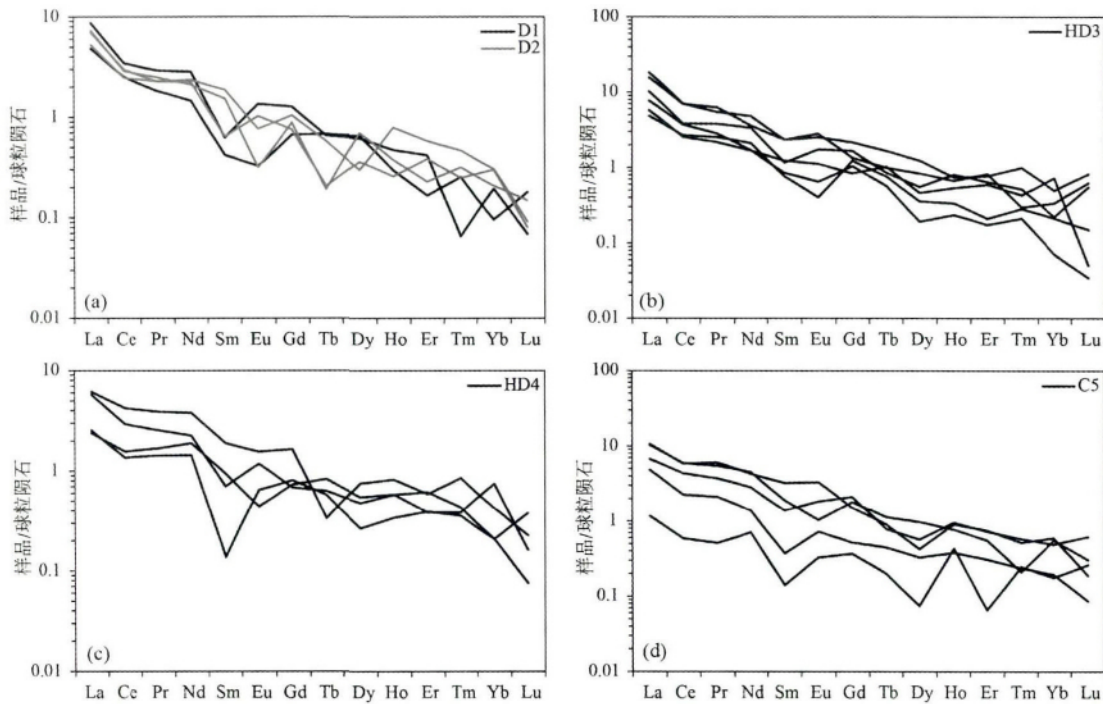 10
1
0.1
0.01
样品/球粒陨石
D1
D2
(a)
La Ce Pr Nd Sm Eu Gd Tb Dy Ho Er Tm Yb Lu
100
10
1
0.1
0.01
样品/球粒陨石
HD3
(b)
La Ce Pr Nd Sm Eu Gd Tb Dy Ho Er Tm Yb Lu
10
1
0.1
0.01
样品/球粒陨石
HD4
(c)
La Ce Pr Nd Sm Eu Gd Tb Dy Ho Er Tm Yb Lu
100
10
1
0.1
0.01
样品/球粒陨石
C5
(d)
La Ce Pr Nd Sm Eu Gd Tb Dy Ho Er Tm Yb Lu